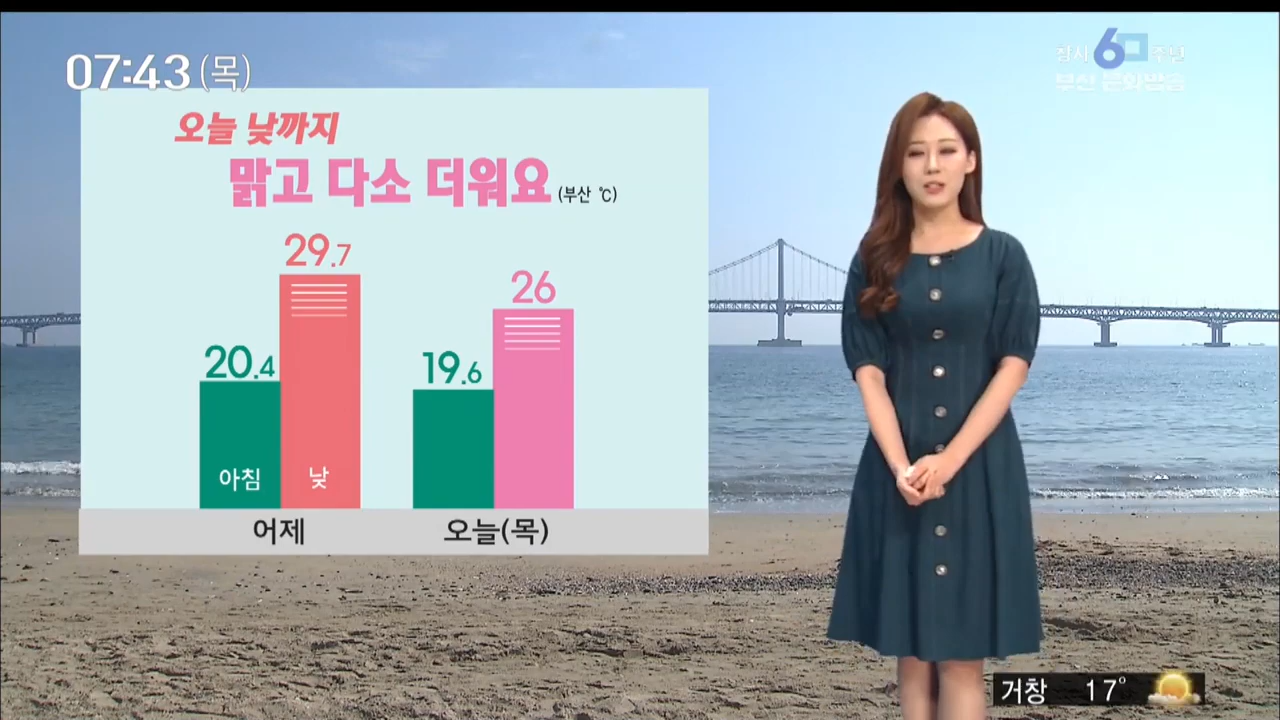 07:43 (목)
창사 60 주년
부산 문화방송
오늘 낮까지
맑고 다소 더워요 (부산 ℃)
29.7
26
20.4
19.6
아침 낮
어제 오늘(목)
거창 17°